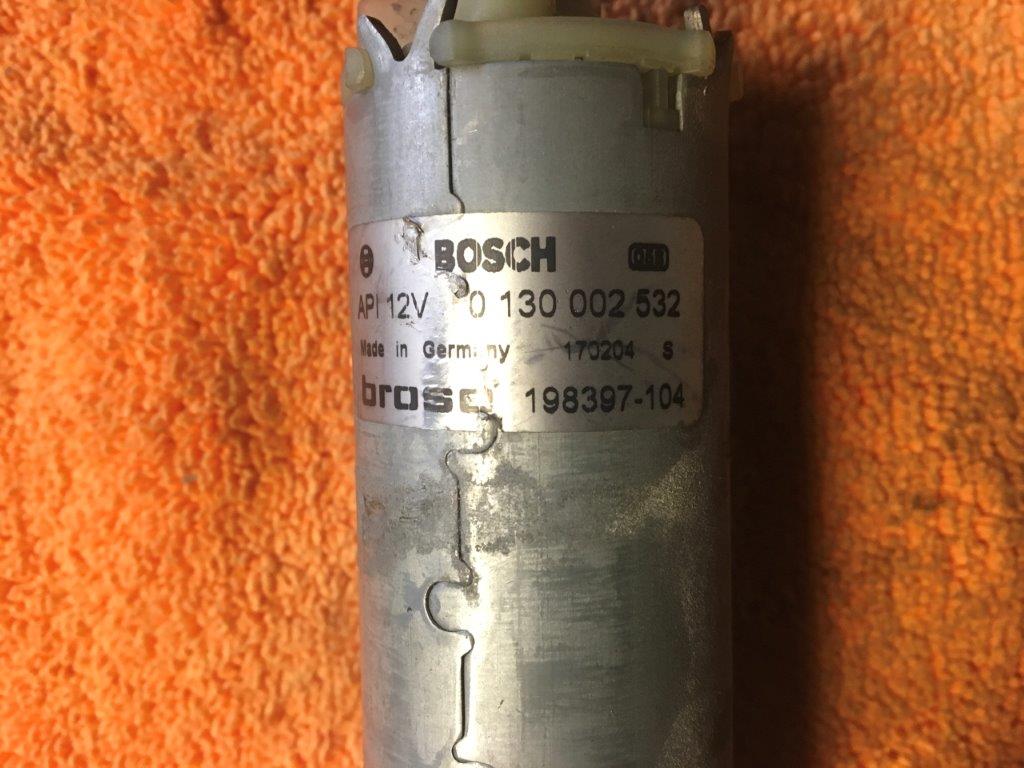 BOSCH
API 12V 0 130 002 532
Made in Germany 170204 S
brose 198397-104